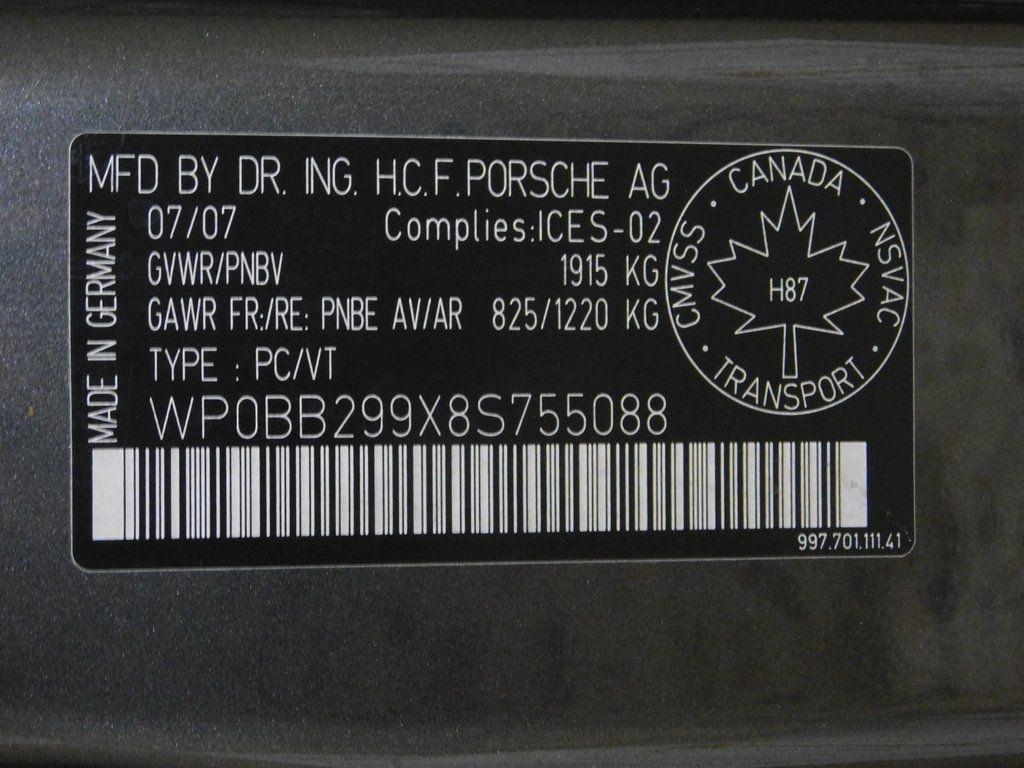 MFD BY DR. ING. H.C.F.PORSCHE AG
07/07 Complies:ICES-02
GVWR/PNBV 1915 KG
GAWR FR:/RE: PNBE AV/AR 825/1220 KG
TYPE : PC/VT
WP0BB299X8S755088
MADE IN GERMANY
CANADA
CMVSS
NSVAC
H87
TRANSPORT
997.701.111.41